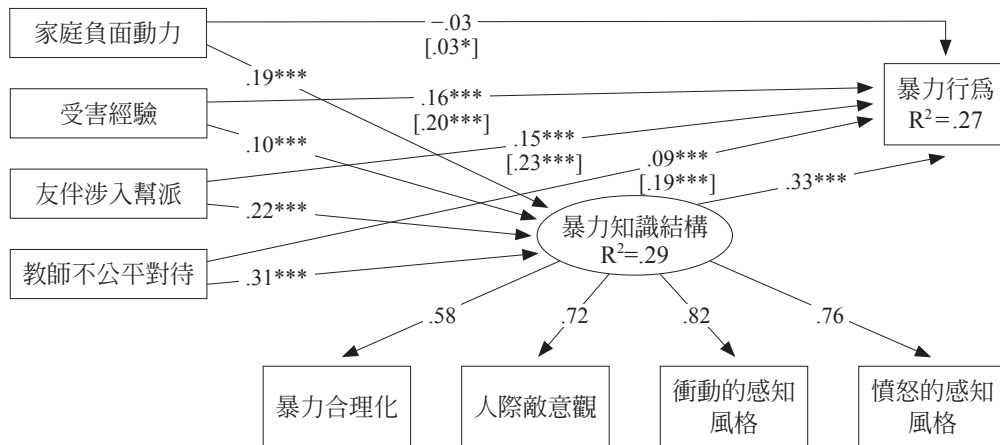 家庭負面動力
受害經驗
友伴涉入幫派
教師不公平對待
−.03
[.03*]
.19***
.16***
[.20***]
.10***
.15***
[.23***]
.09***
[.19***]
.22***
.31***
.33***
暴力行為
R²=.27
暴力知識結構
R²=.29
.58
.72
.82
.76
暴力合理化
人際敵意觀
衝動的感知
風格
憤怒的感知
風格